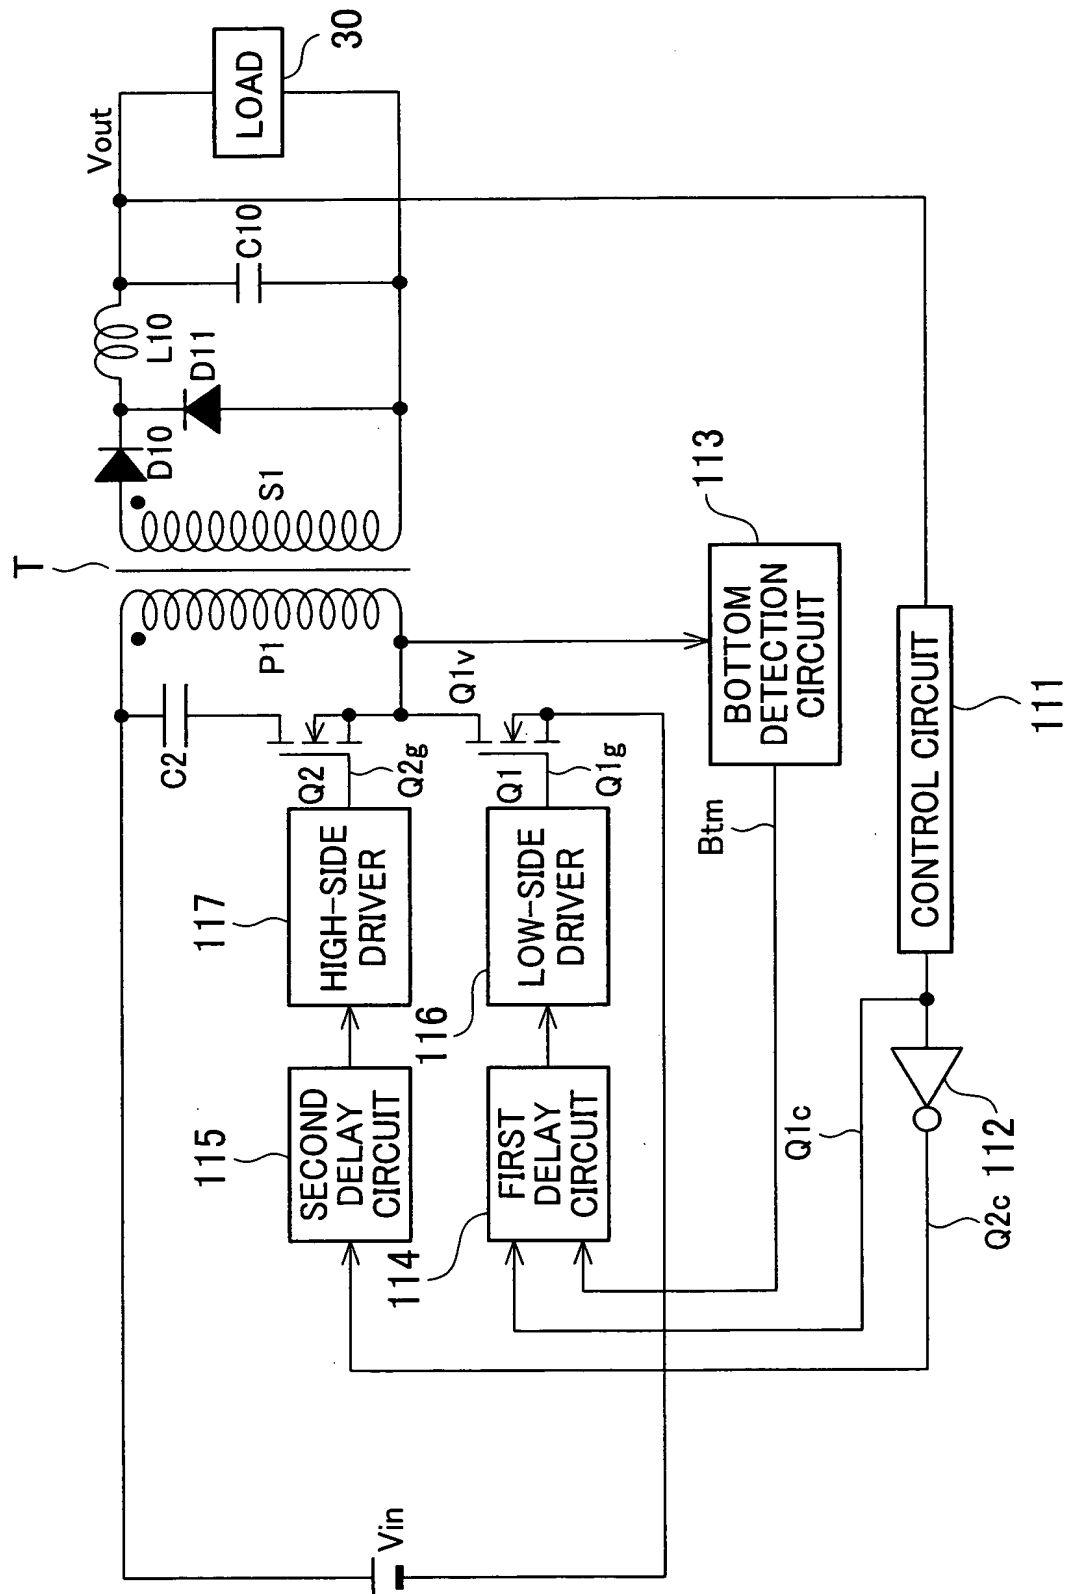 T
Vin
C2
P1
S1
D10
D11
L10
C10
Vout
LOAD
30
117
HIGH-SIDE
DRIVER
Q2
Q2g
Q1v
115
SECOND
DELAY
CIRCUIT
116
LOW-SIDE
DRIVER
Q1
Q1g
114
FIRST
DELAY
CIRCUIT
113
BOTTOM
DETECTION
CIRCUIT
Btm
Q1c
Q2c
112
CONTROL CIRCUIT
111